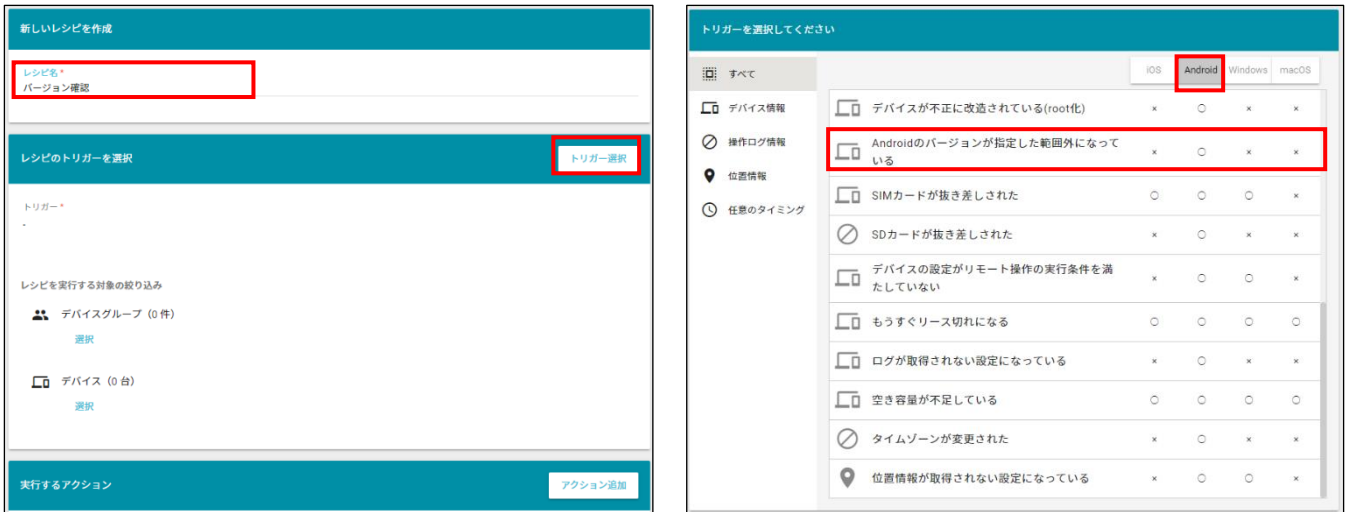 新しいレシピを作成
レシピ名*
バージョン確認
レシピのトリガーを選択
トリガー選択
トリガー*
-
レシピを実行する対象の絞り込み
デバイスグループ (0 件)
選択
デバイス (0 台)
選択
実行するアクション
アクション追加
トリガーを選択してください
すべて
デバイス情報
操作ログ情報
位置情報
任意のタイミング
iOS Android Windows macOS
デバイスが不正に改造されている(root化) × ○ × ×
Androidのバージョンが指定した範囲外になって
いる × ○ × ×
SIMカードが抜き差しされた ○ ○ ○ ×
SDカードが抜き差しされた × ○ × ×
デバイスの設定がリモート操作の実行条件を満
たしていない × ○ ○ ×
もうすぐリース切れになる ○ ○ ○ ○
ログが取得されない設定になっている × ○ × ×
空き容量が不足している ○ ○ ○ ○
タイムゾーンが変更された × ○ × ×
位置情報が取得されない設定になっている × ○ ○ ×